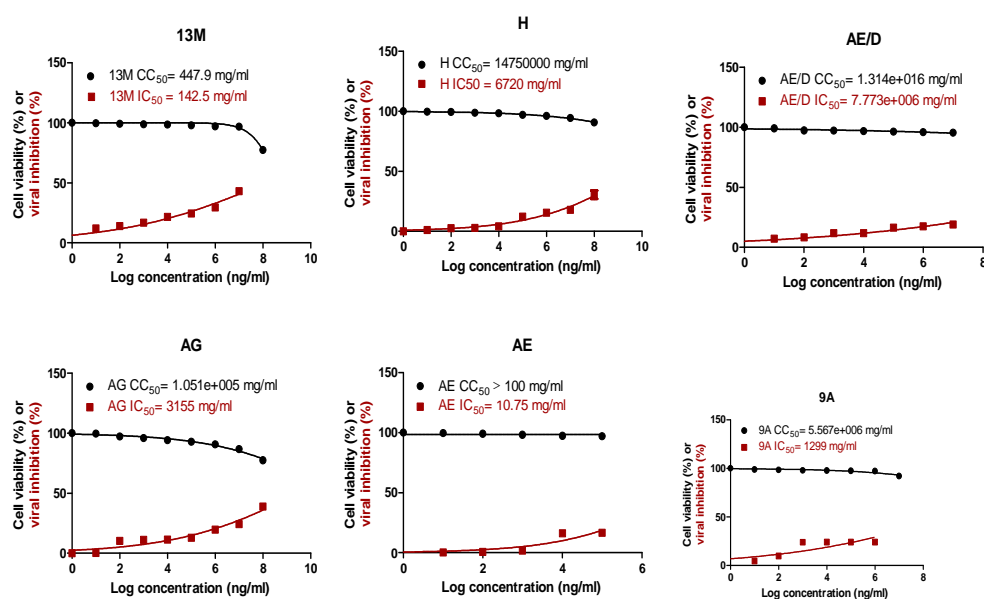 13M
13M CC50= 447.9 mg/ml
13M IC50= 142.5 mg/ml
Cell viability (%) or
viral inhibition (%)
100
50
0
0 2 4 6 8 10
Log concentration (ng/ml)
H
H CC50= 14750000 mg/ml
H IC50 = 6720 mg/ml
Cell viability (%) or
viral inhibition (%)
150
100
50
0
0 2 4 6 8 10
Log concentration (ng/ml)
AE/D
AE/D CC50= 1.314e+016 mg/ml
AE/D IC50= 7.773e+006 mg/ml
Cell viability (%) or
viral inhibition (%)
150
100
50
0
0 2 4 6 8
Log concentration (ng/ml)
AG
AG CC50= 1.051e+005 mg/ml
AG IC50= 3155 mg/ml
Cell viability (%) or
viral inhibition (%)
150
100
50
0
0 2 4 6 8 10
Log concentration (ng/ml)
AE
AE CC50 > 100 mg/ml
AE IC50= 10.75 mg/ml
Cell viability (%) or
viral inhibition (%)
150
100
50
0
0 2 4 6
Log concentration (ng/ml)
9A
9A CC50= 5.567e+006 mg/ml
9A IC50= 1299 mg/ml
Cell viability (%) or
viral inhibition (%)
150
100
50
0
0 2 4 6 8
Log concentration (ng/ml)